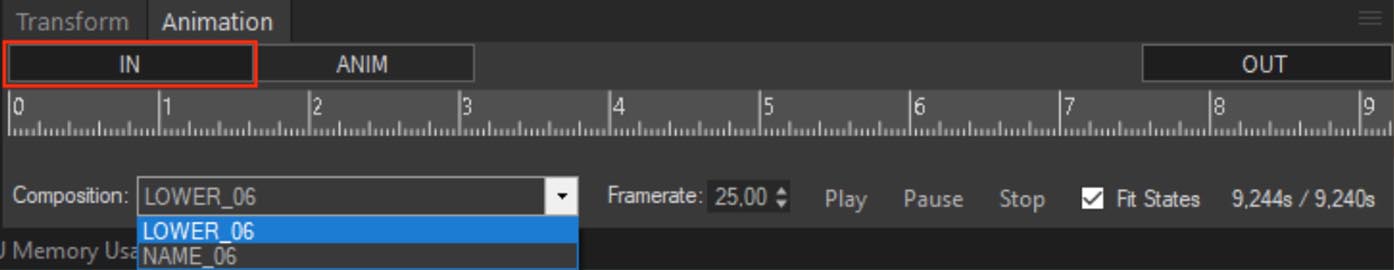 Transform Animation
IN ANIM OUT
0 1 2 3 4 5 6 7 8 9
Composition: LOWER_06 Framerate: 25,00 Play Pause Stop Fit States 9,244s / 9,240s
LOWER_06
Memory
NAME_06